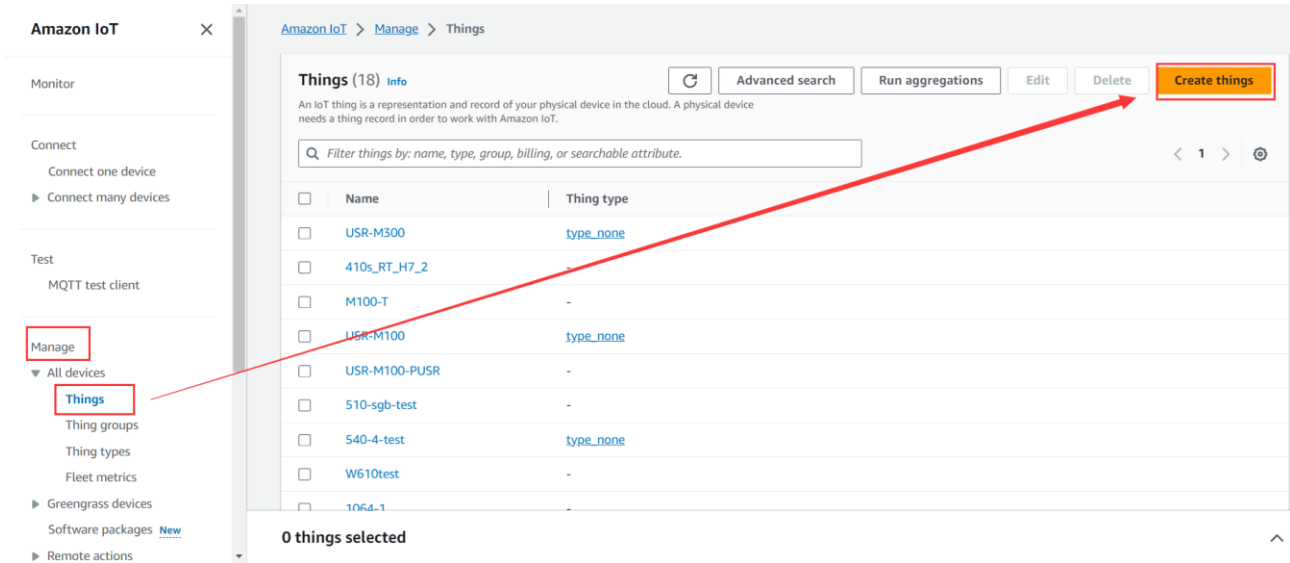 Amazon IoT
Monitor
Connect
Connect one device
Connect many devices
Test
MQTT test client
Manage
All devices
Things
Thing groups
Thing types
Fleet metrics
Greengrass devices
Software packages New
Remote actions
Amazon IoT > Manage > Things
Things (18) Info
Advanced search
Run aggregations
Edit
Delete
Create things
An IoT thing is a representation and record of your physical device in the cloud. A physical device
needs a thing record in order to work with Amazon IoT.
Filter things by: name, type, group, billing, or searchable attribute.
1
Name Thing type
USR-M300 type_none
410s_RT_H7_2 -
M100-T -
USR-M100 type_none
USR-M100-PUSR -
510-sgb-test -
540-4-test type_none
W610test -
1064-1 -
0 things selected